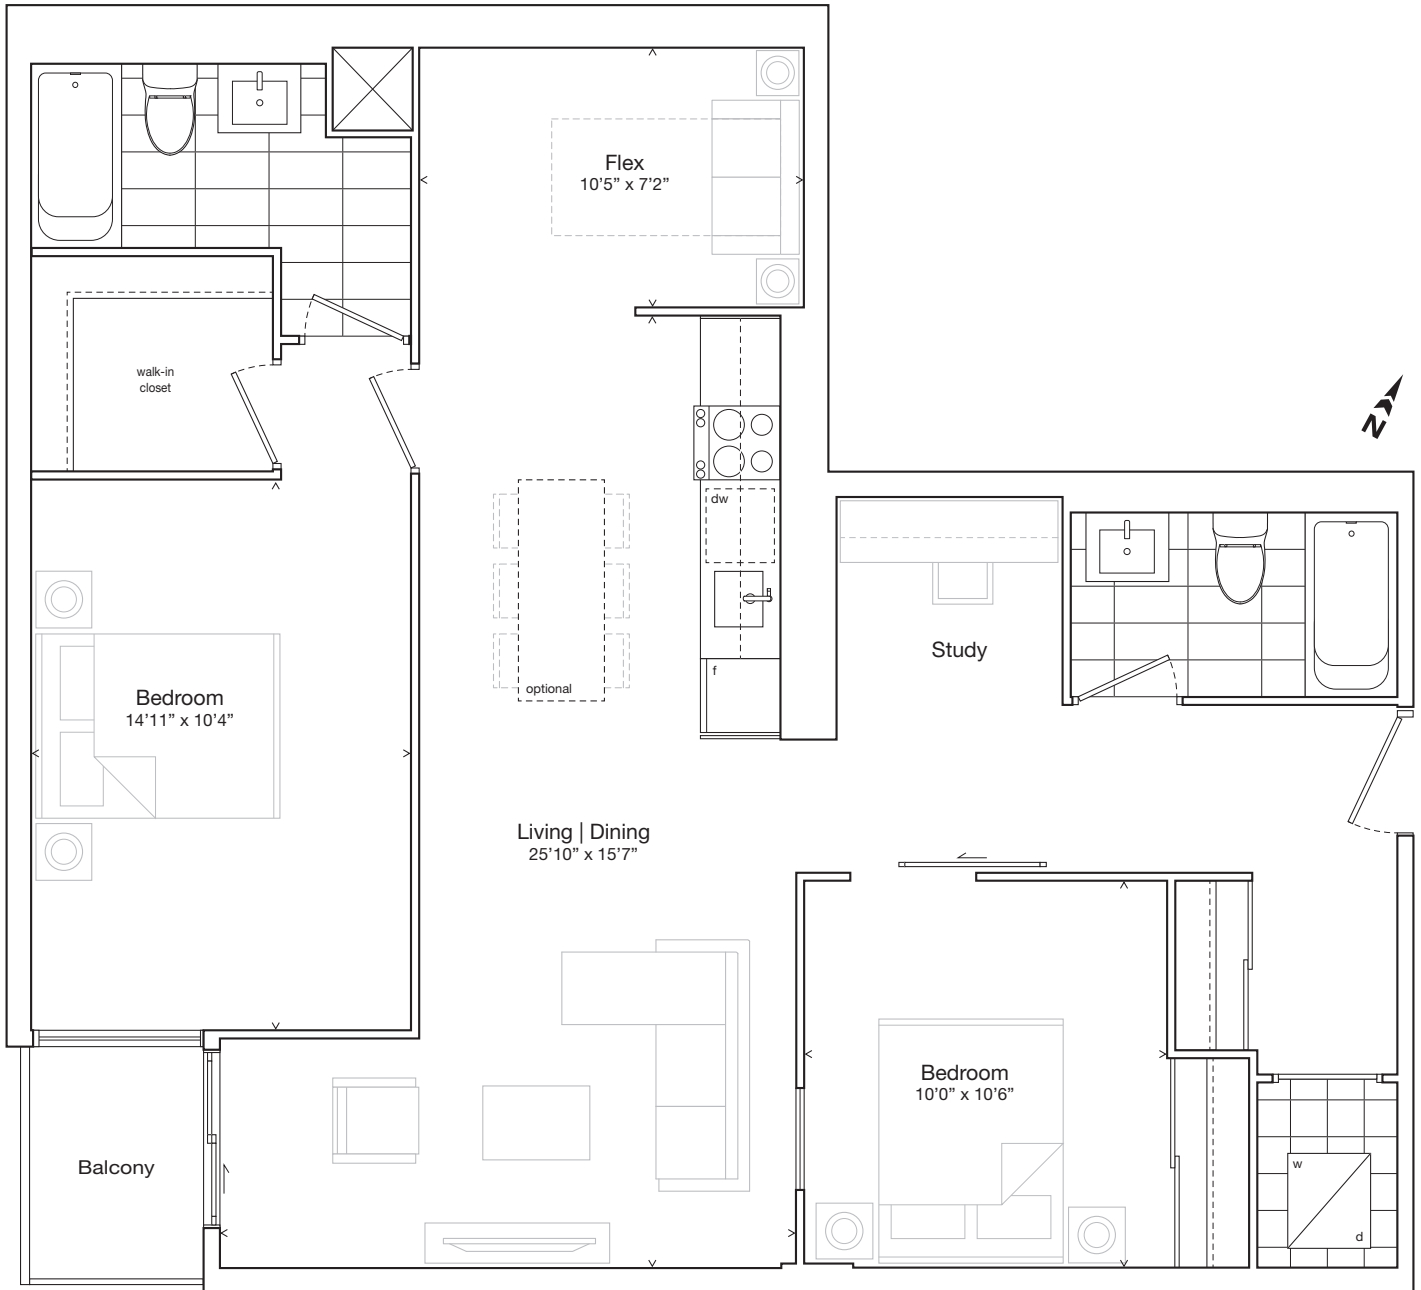 Flex
10’5” x 7’2”
walk-in
closet
N
dw
Study
f
optional
Bedroom
14’11” x 10’4”
Living | Dining
25’10” x 15’7”
Bedroom
10’0” x 10’6”
Balcony
w
d